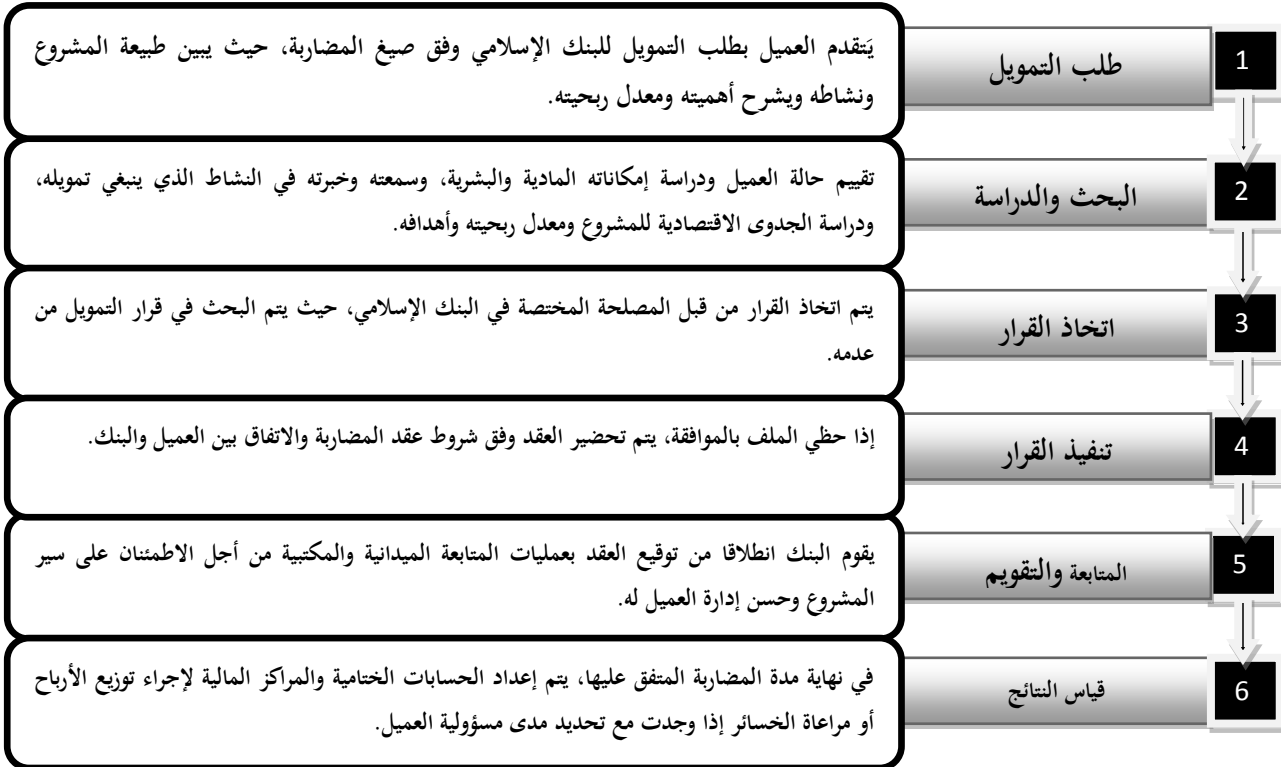 1
طلب التمويل
يَتقدم العميل بطلب التمويل للبنك الإسلامي وفق صيغ المضاربة، حيث يبين طبيعة المشروع
ونشاطه ويشرح أهميته ومعدل ربحيته.
2
البحث والدراسة
تقييم حالة العميل ودراسة إمكاناته المادية والبشرية، وسمعته وخبرته في النشاط الذي ينبغي تمويله،
ودراسة الجدوى الاقتصادية للمشروع ومعدل ربحيته وأهدافه.
3
اتخاذ القرار
يتم اتخاذ القرار من قبل المصلحة المختصة في البنك الإسلامي، حيث يتم البحث في قرار التمويل من
عدمه.
4
تنفيذ القرار
إذا حظي الملف بالموافقة، يتم تحضير العقد وفق شروط عقد المضاربة والاتفاق بين العميل والبنك.
5
المتابعة والتقويم
يقوم البنك انطلاقا من توقيع العقد بعمليات المتابعة الميدانية والمكتبية من أجل الاطمئنان على سير
المشروع وحسن إدارة العميل له.
6
قياس النتائج
في نهاية مدة المضاربة المتفق عليها، يتم إعداد الحسابات الختامية والمراكز المالية لإجراء توزيع الأرباح
أو مراعاة الخسائر إذا وجدت مع تحديد مدى مسؤولية العميل.